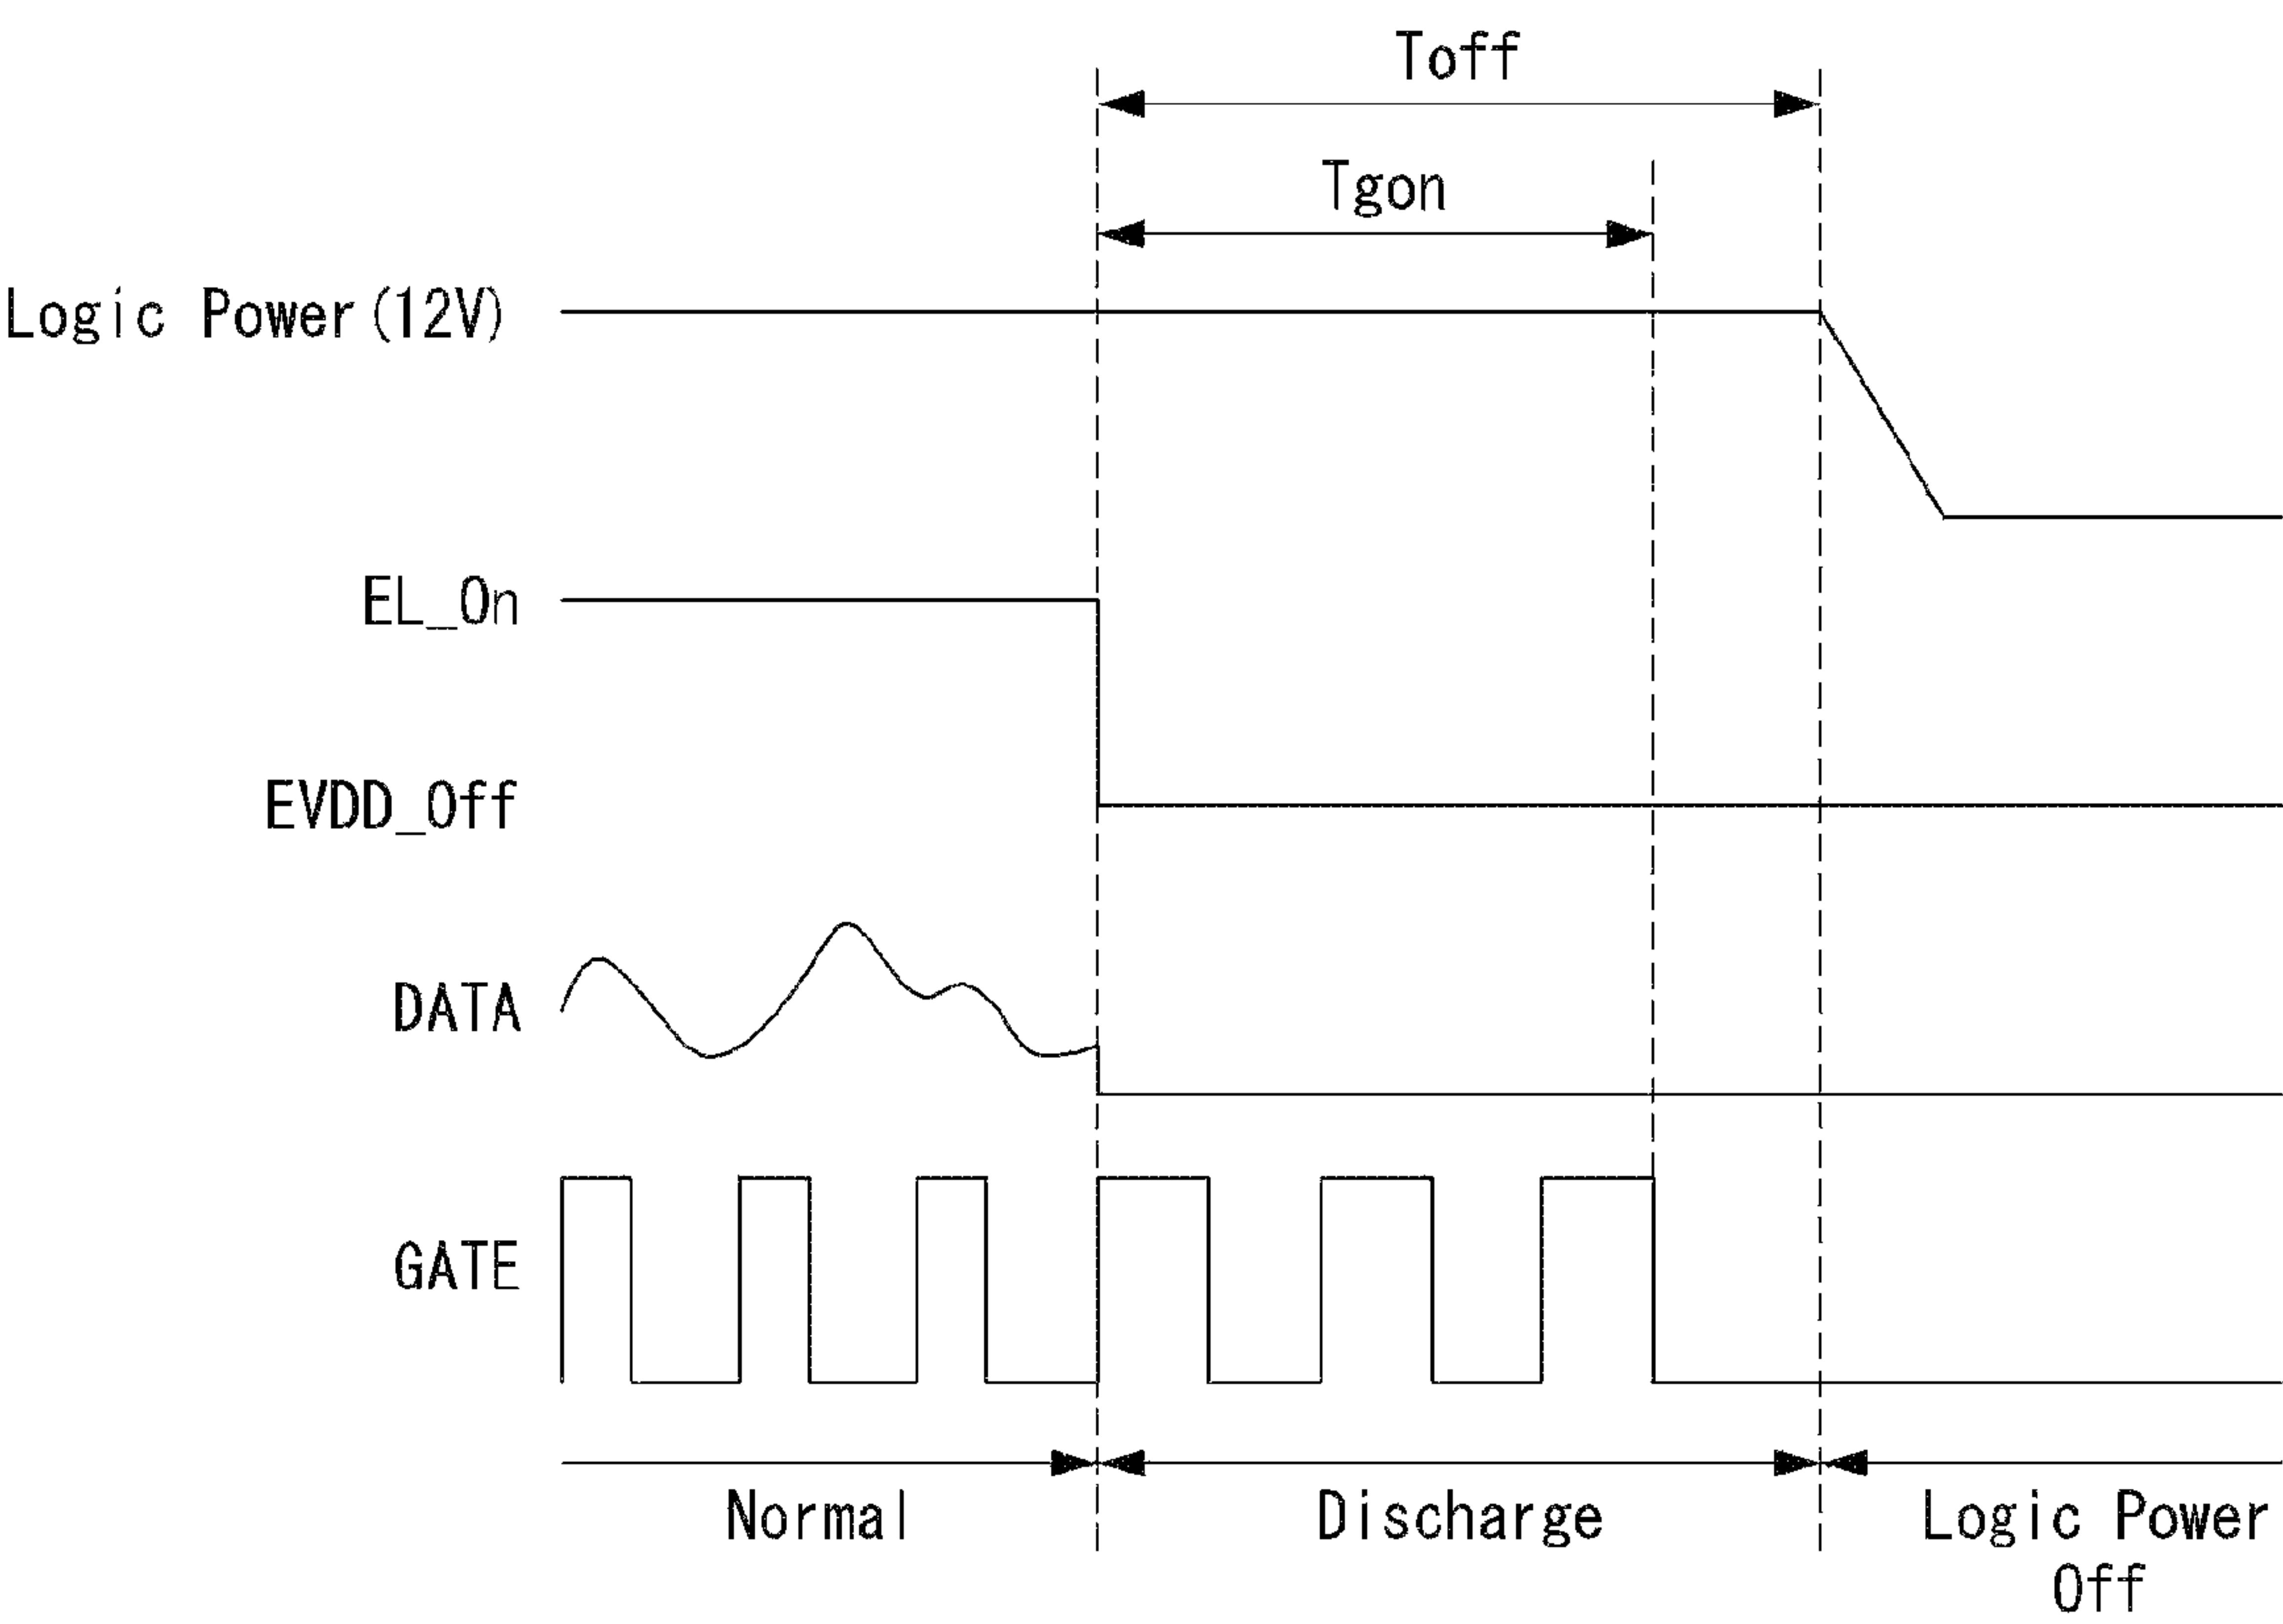 Toff
Tgon
Logic Power(12V)
EL_On
EVDD_Off
DATA
GATE
Normal
Discharge
Logic Power
Off